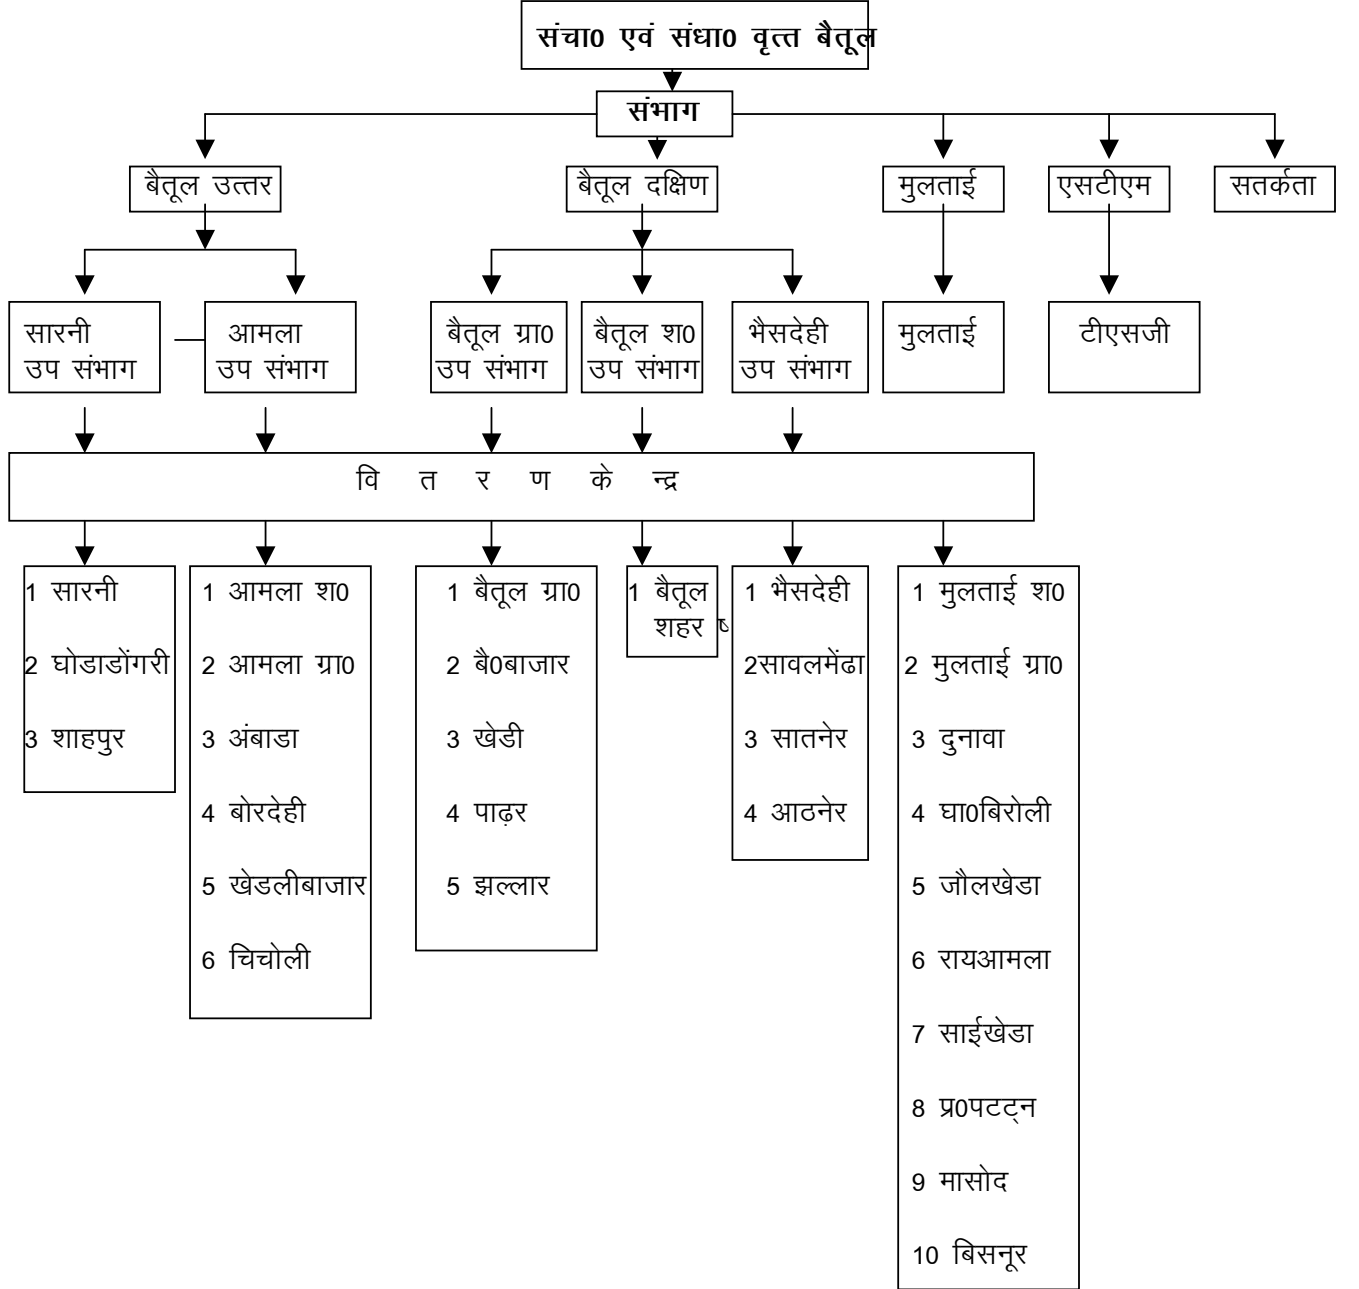 संचा0 एवं संधा0 वृत्त बैतूल
संभाग
बैतूल उत्तर
बैतूल दक्षिण
मुलताई
एसटीएम
सतर्कता
सारनी
उप संभाग
आमला
उप संभाग
बैतूल ग्रा0
उप संभाग
बैतूल श0
उप संभाग
भैसदेही
उप संभाग
मुलताई
टीएसजी
वि त र ण के न्द्र
1 सारनी
2 घोडाडोंगरी
3 शाहपुर
1 आमला श0
2 आमला ग्रा0
3 अंबाडा
4 बोरदेही
5 खेडलीबाजार
6 चिचोली
1 बैतूल ग्रा0
2 बै0बाजार
3 खेडी
4 पाढ़र
5 झल्लार
1 बैतूल
शहर
1 भैसदेही
2सावलमेंढा
3 सातनेर
4 आठनेर
1 मुलताई श0
2 मुलताई ग्रा0
3 दुनावा
4 घा0बिरोली
5 जौलखेडा
6 रायआमला
7 साईखेडा
8 प्र0पटट्न
9 मासोद
10 बिसनूर